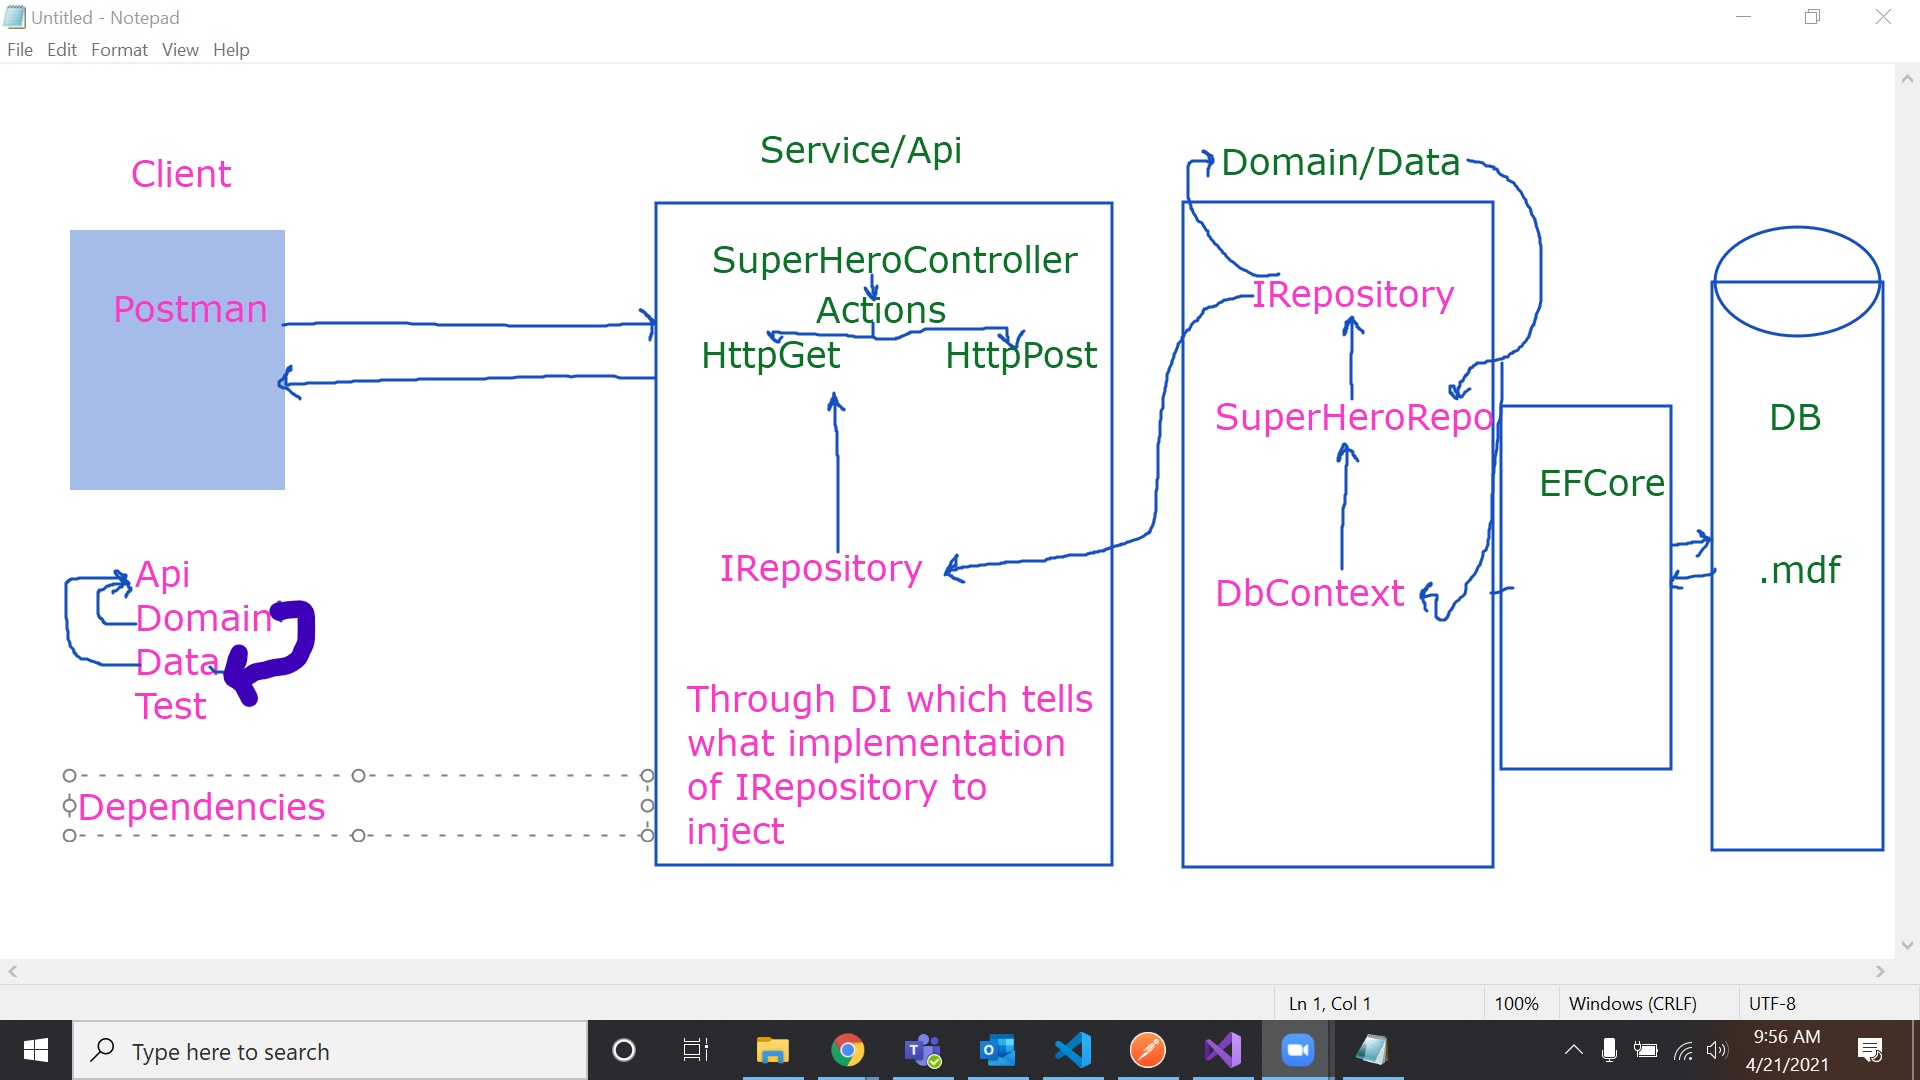 Untitled - Notepad
File Edit Format View Help
Client
Postman
Api
Domain
Data
Test
Dependencies
Service/Api
SuperHeroController
Actions
HttpGet HttpPost
IRepository
Through DI which tells
what implementation
of IRepository to
inject
Domain/Data
IRepository
SuperHeroRepo
DbContext
EFCore
DB
.mdf
Ln 1, Col 1 100% Windows (CRLF) UTF-8
Type here to search
9:56 AM
4/21/2021